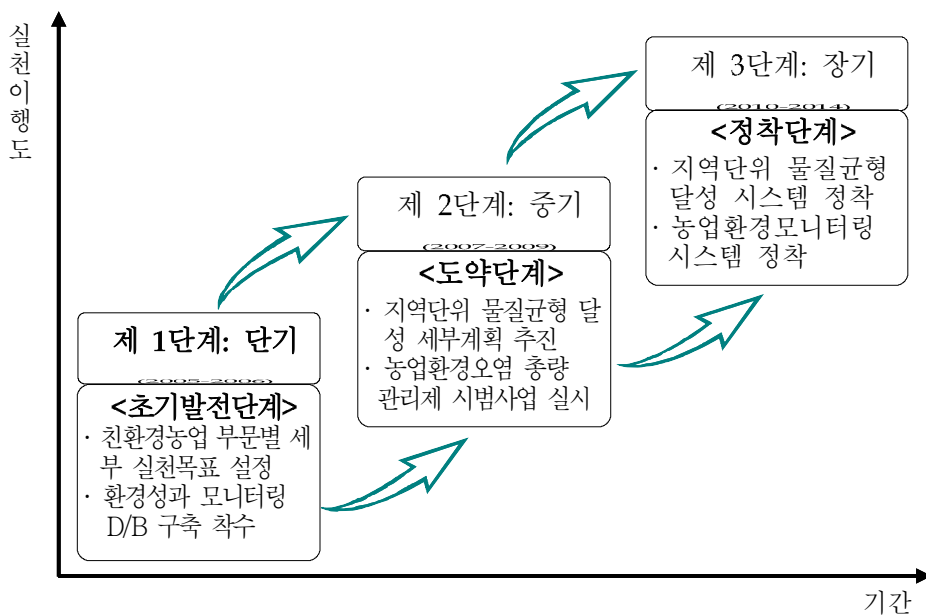 실천이행도
제 1단계: 단기
(2005-2006)
<초기발전단계>
· 친환경농업 부문별 세
부 실천목표 설정
· 환경성과 모니터링
D/B 구축 착수
제 2단계: 중기
(2007-2009)
<도약단계>
· 지역단위 물질균형 달
성 세부계획 추진
· 농업환경오염 총량
관리제 시범사업 실시
제 3단계: 장기
(2010-2014)
<정착단계>
· 지역단위 물질균형
달성 시스템 정착
· 농업환경모니터링
시스템 정착
기간